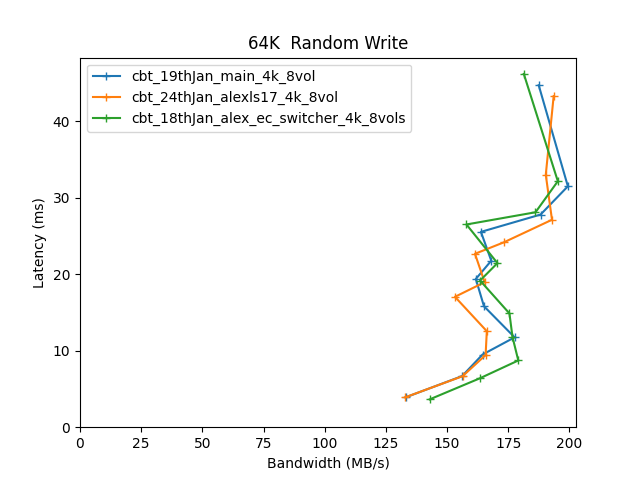 64K  Random Write
cbt_19thJan_main_4k_8vol
cbt_24thJan_alexls17_4k_8vol
cbt_18thJan_alex_ec_switcher_4k_8vols
Latency (ms)
40
30
20
10
0
0 25 50 75 100 125 150 175 200
Bandwidth (MB/s)